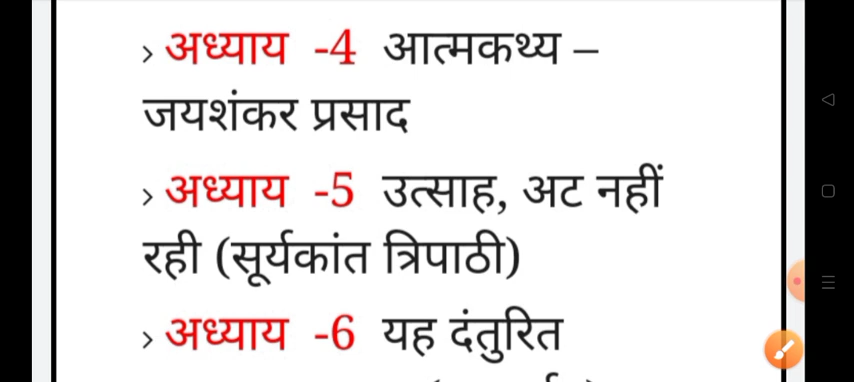 › अध्याय -4 आत्मकथ्य –
जयशंकर प्रसाद
› अध्याय -5 उत्साह, अट नहीं
रही (सूर्यकांत त्रिपाठी)
› अध्याय -6 यह दंतुरित